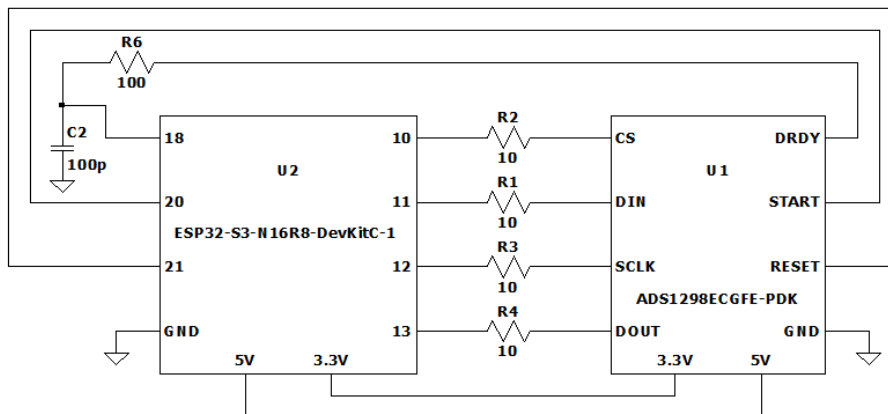 R6
100
C2
100p
18
10
R2
10
CS
DRDY
U2
U1
20
11
R1
10
DIN
START
ESP32-S3-N16R8-DevKitC-1
21
12
R3
10
SCLK
RESET
ADS1298ECGFE-PDK
GND
13
R4
10
DOUT
GND
5V
3.3V
3.3V
5V